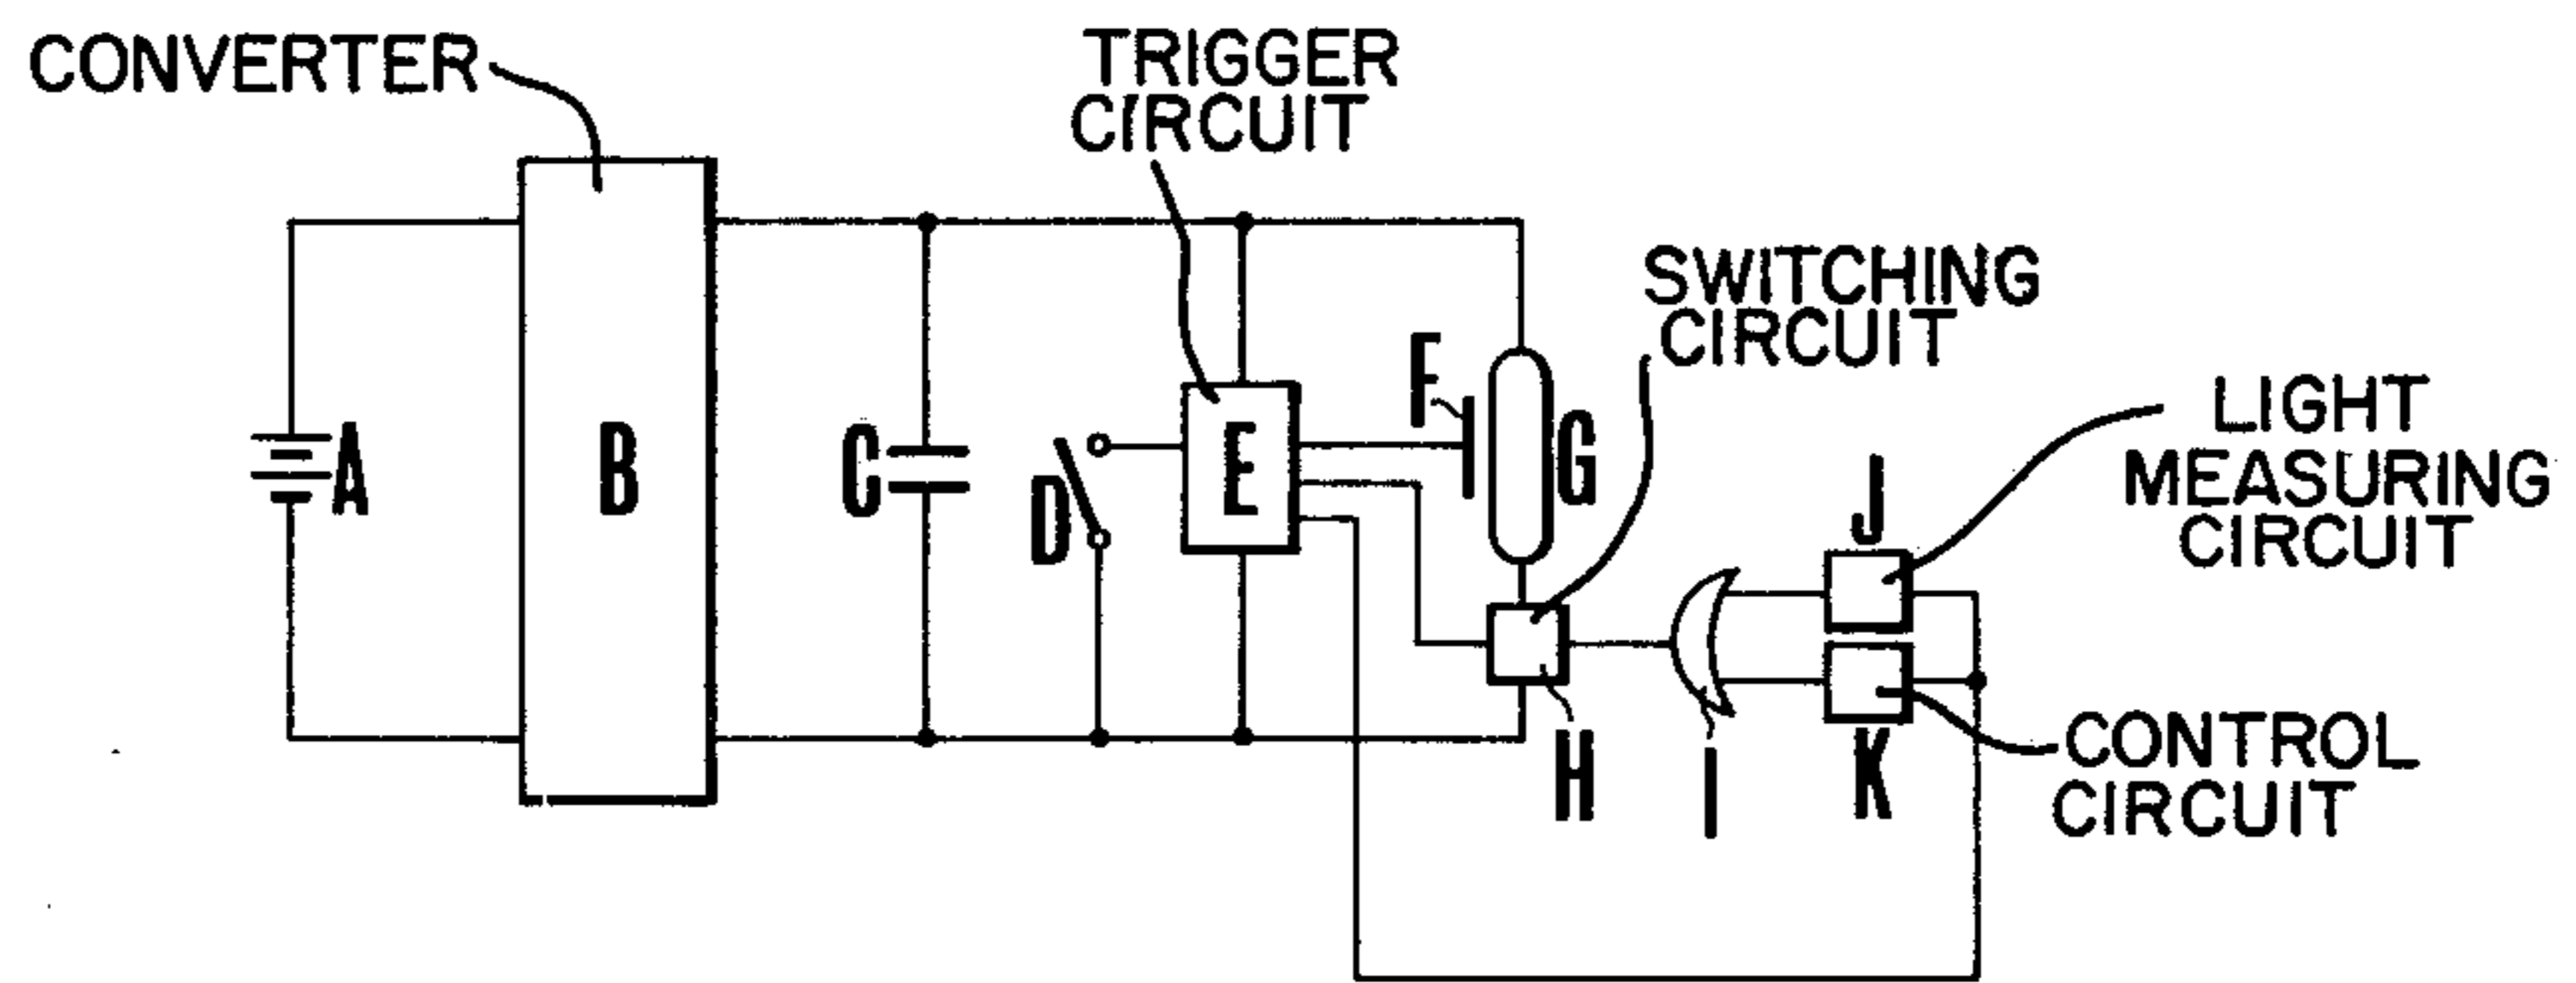 CONVERTER
TRIGGER
CIRCUIT
SWITCHING
CIRCUIT
LIGHT
MEASURING
CIRCUIT
CONTROL
CIRCUIT
A
B
C
D
E
F
G
H
I
J
K